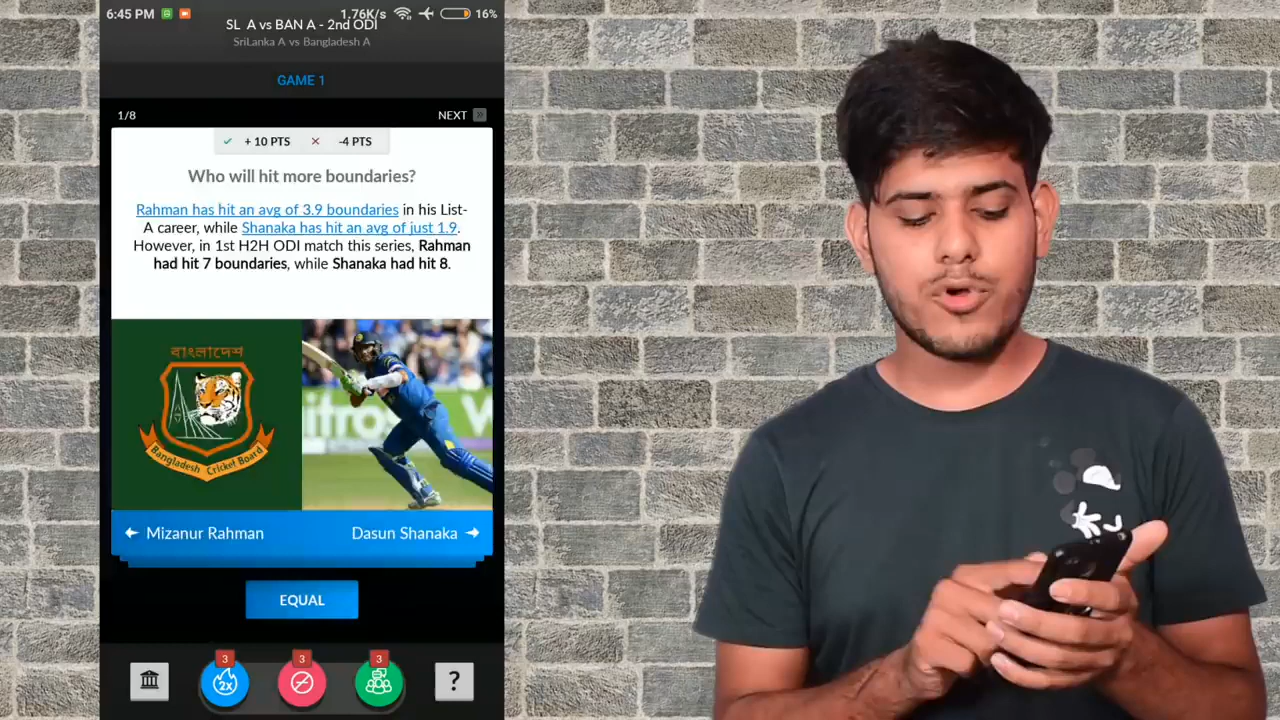 6:45 PM
1.76K/s
16%
SL A vs BAN A - 2nd ODI
SriLanka A vs Bangladesh A
GAME 1
1/8
NEXT
+ 10 PTS
-4 PTS
Who will hit more boundaries?
Rahman has hit an avg of 3.9 boundaries in his List-
A career, while Shanaka has hit an avg of just 1.9.
However, in 1st H2H ODI match this series, Rahman
had hit 7 boundaries, while Shanaka had hit 8.
বাংলাদেশ
Bangladesh Cricket Board
Mizanur Rahman
Dasun Shanaka
EQUAL
3
3
3
2x
?